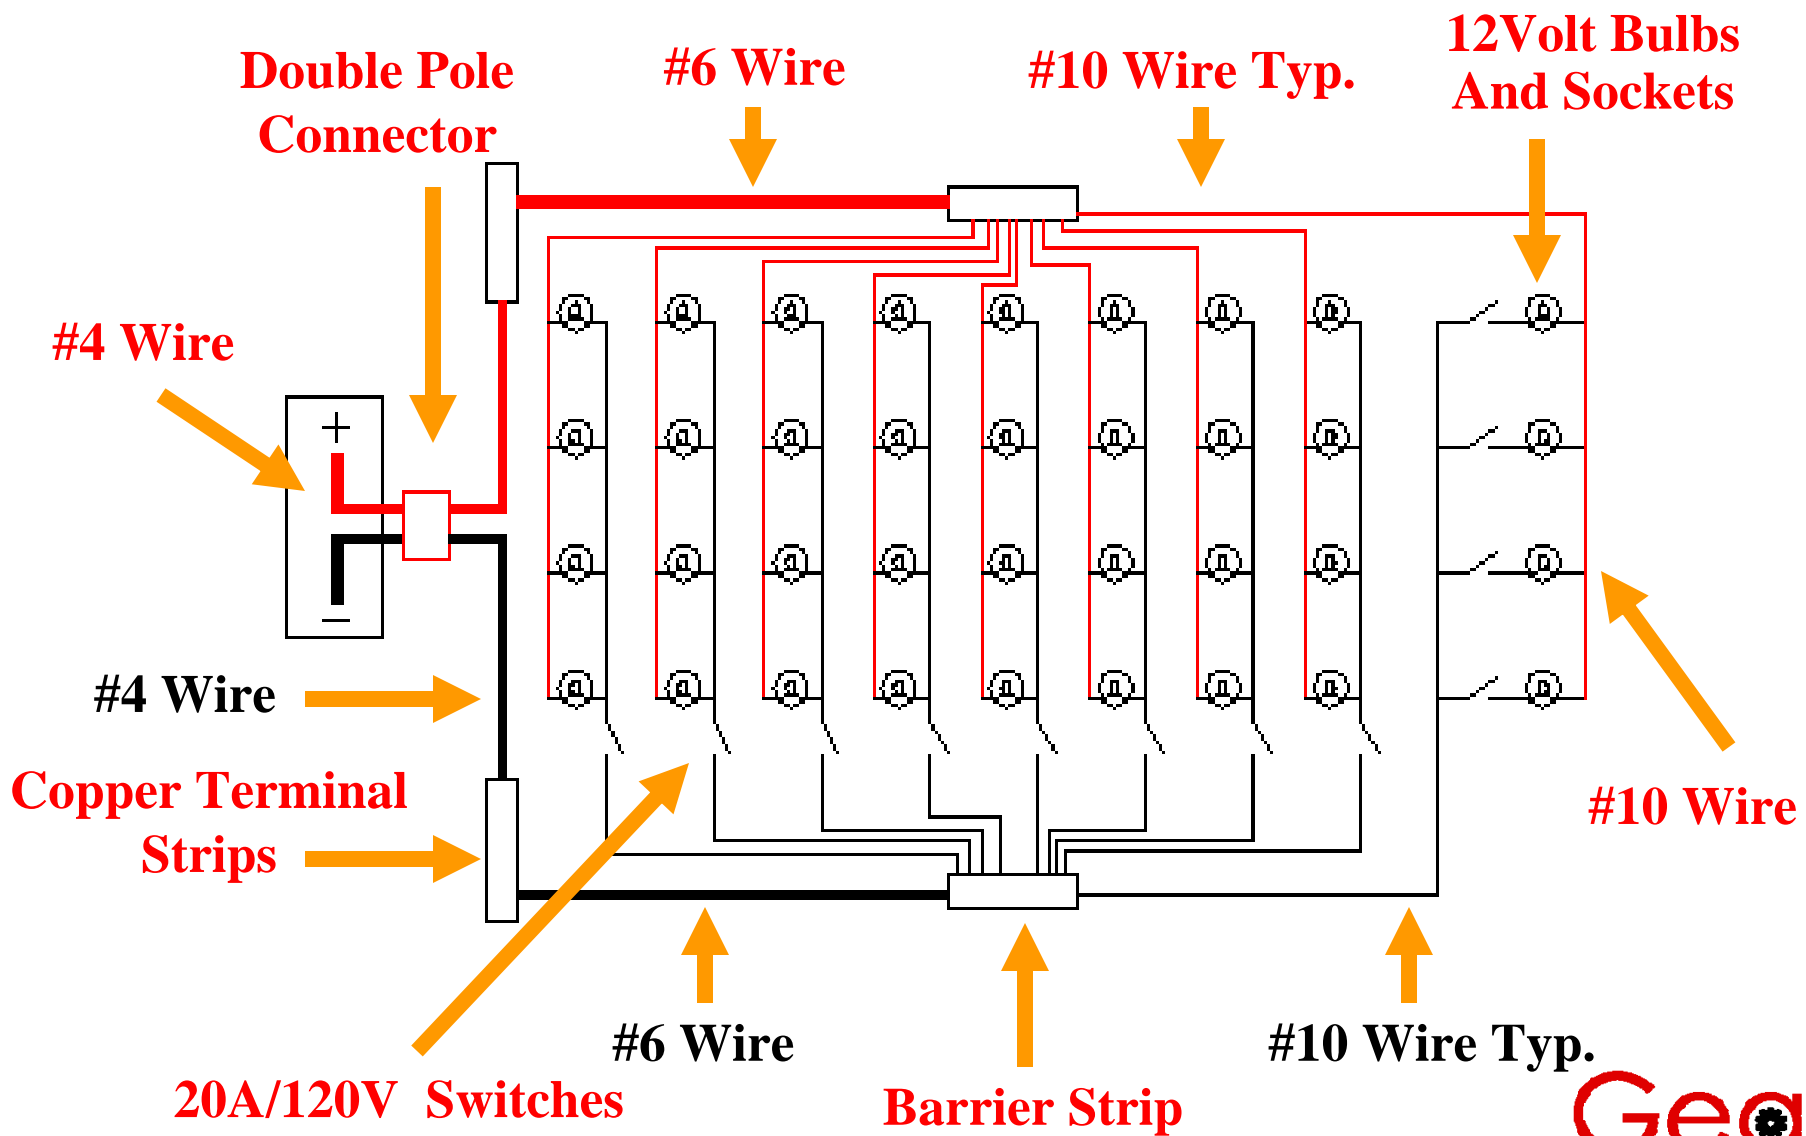 12Volt Bulbs
And Sockets
Double Pole
Connector
#6 Wire
#10 Wire Typ.
#4 Wire
+
−
#4 Wire
Copper Terminal
Strips
#10 Wire
#6 Wire
#10 Wire Typ.
20A/120V Switches
Barrier Strip